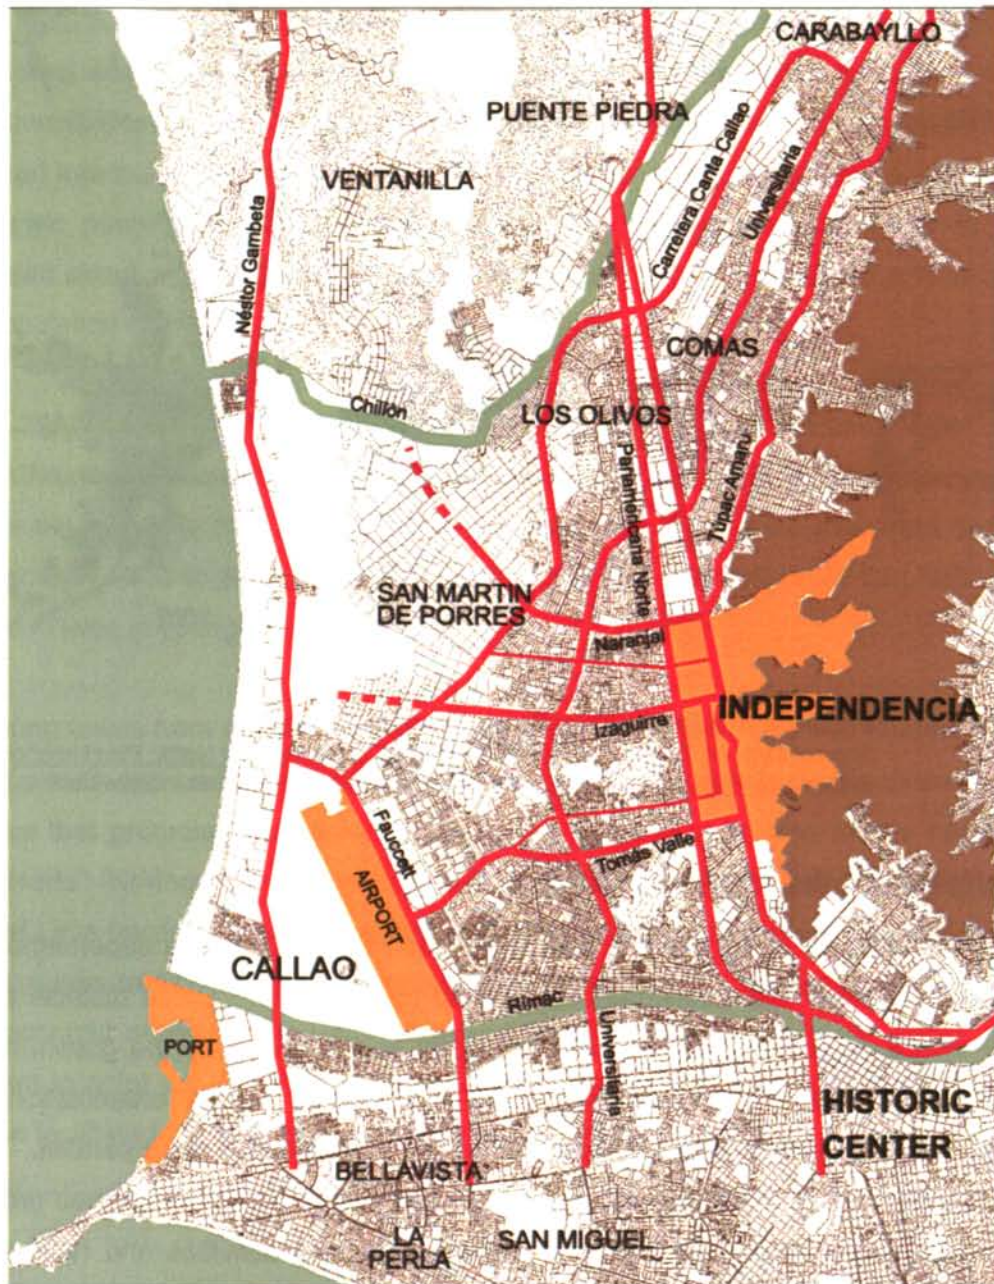 CARABAYLLO
PUENTE PIEDRA
VENTANILLA
Carretera Canta Callao
Universitaria
Néstor Gambeta
COMAS
Chillón
LOS OLIVOS
Panamericana Norte
Túpac Amaru
SAN MARTIN
DE PORRES
Naranjal
INDEPENDENCIA
Izaguirre
Faucett
Tomás Valle
AIRPORT
CALLAO
Rímac
PORT
Universitaria
HISTORIC
CENTER
BELLAVISTA
LA
PERLA
SAN MIGUEL